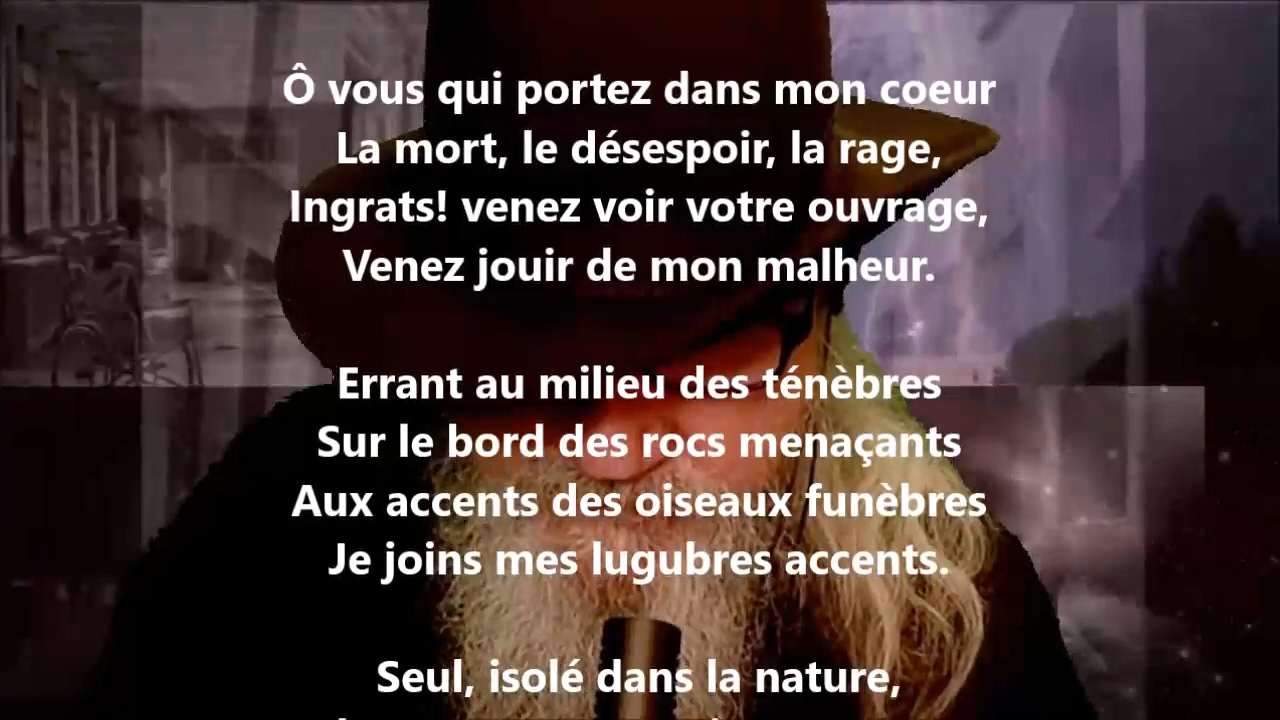 Ô vous qui portez dans mon coeur
La mort, le désespoir, la rage,
Ingrats! venez voir votre ouvrage,
Venez jouir de mon malheur.
Errant au milieu des ténèbres
Sur le bord des rocs menaçants
Aux accents des oiseaux funèbres
Je joins mes lugubres accents.
Seul, isolé dans la nature,